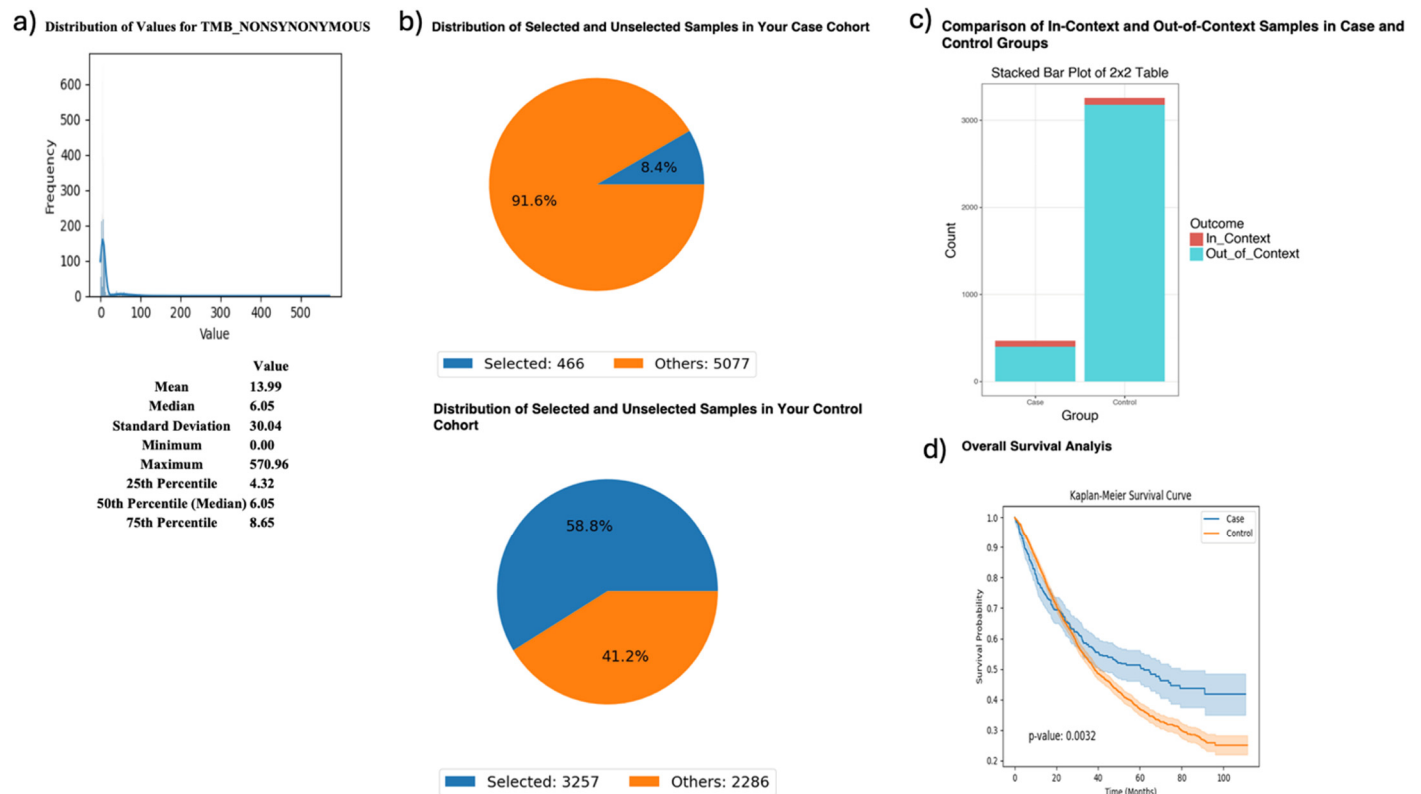 a) Distribution of Values for TMB_NONSYNONYMOUS
Frequency
600
500
400
300
200
100
0
0 100 200 300 400 500
Value
Value
Mean 13.99
Median 6.05
Standard Deviation 30.04
Minimum 0.00
Maximum 570.96
25th Percentile 4.32
50th Percentile (Median) 6.05
75th Percentile 8.65
b) Distribution of Selected and Unselected Samples in Your Case Cohort
8.4%
91.6%
Selected: 466 Others: 5077
Distribution of Selected and Unselected Samples in Your Control
Cohort
58.8%
41.2%
Selected: 3257 Others: 2286
c) Comparison of In-Context and Out-of-Context Samples in Case and
Control Groups
Stacked Bar Plot of 2x2 Table
Count
3000
2000
1000
0
Case Control
Group
Outcome
In_Context
Out_of_Context
d) Overall Survival Analyis
Kaplan-Meier Survival Curve
Case
Control
Survival Probability
1.0
0.9
0.8
0.7
0.6
0.5
0.4
0.3
0.2
p-value: 0.0032
0 20 40 60 80 100
Time (Months)